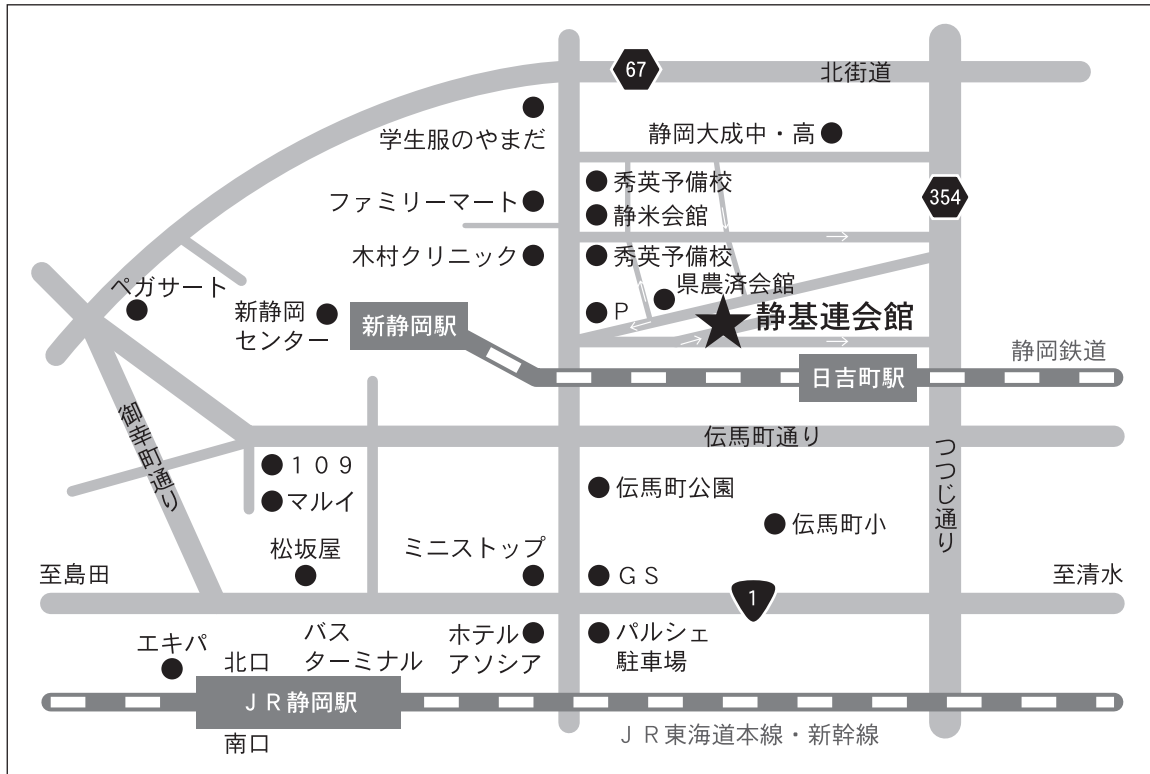 67
北街道
学生服のやまだ
静岡大成中・高
秀英予備校
354
ファミリーマート
静米会館
木村クリニック
秀英予備校
県農済会館
ペガサート
新静岡
センター
新静岡駅
P
静基連会館
静岡鉄道
日吉町駅
御幸町通り
伝馬町通り
つつじ通り
109
マルイ
伝馬町公園
伝馬町小
松坂屋
ミニストップ
GS
至島田
至清水
1
エキパ
北口
バス
ターミナル
ホテル
アソシア
パルシェ
駐車場
JR静岡駅
南口
JR東海道本線・新幹線